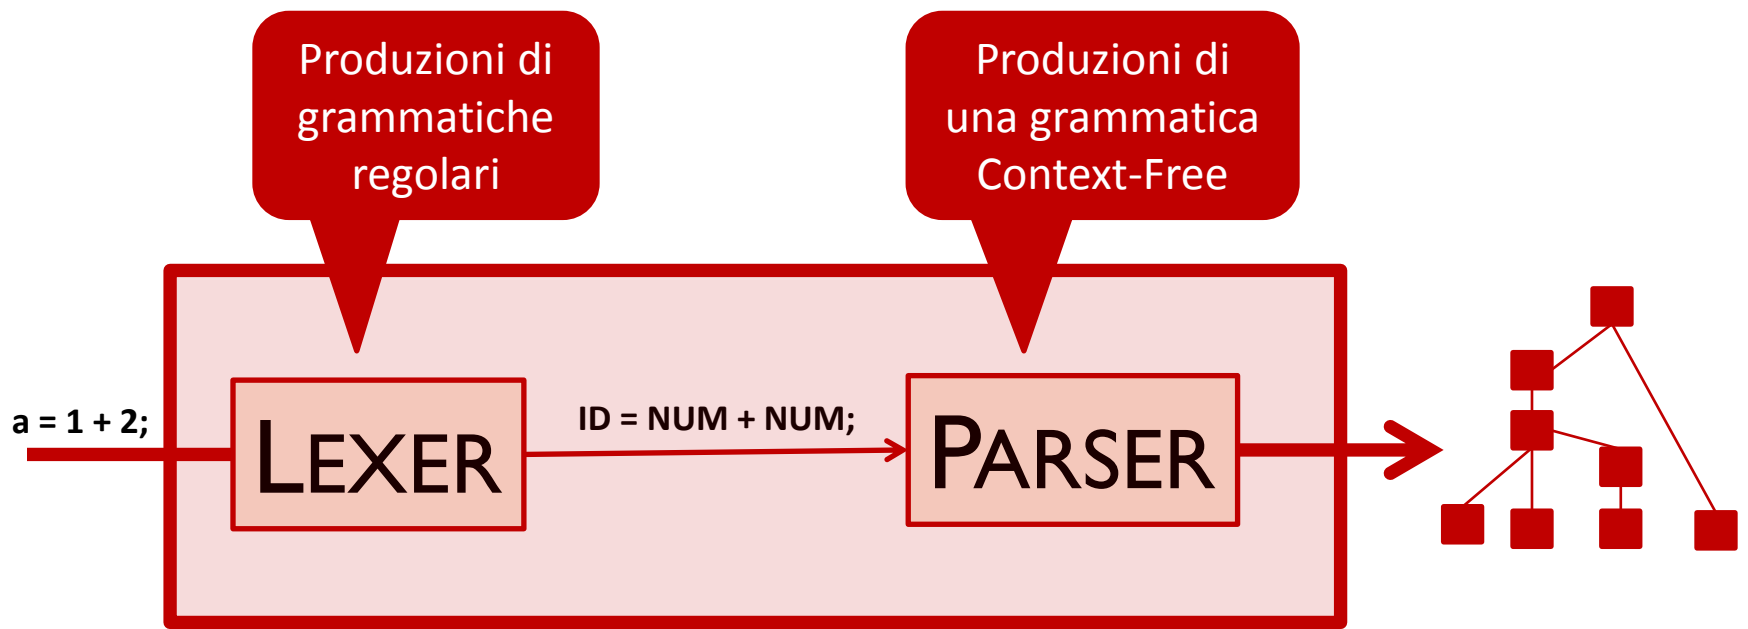 Produzioni di
grammatiche
regolari
Produzioni di
una grammatica
Context-Free
a = 1 + 2;
LEXER
ID = NUM + NUM;
PARSER